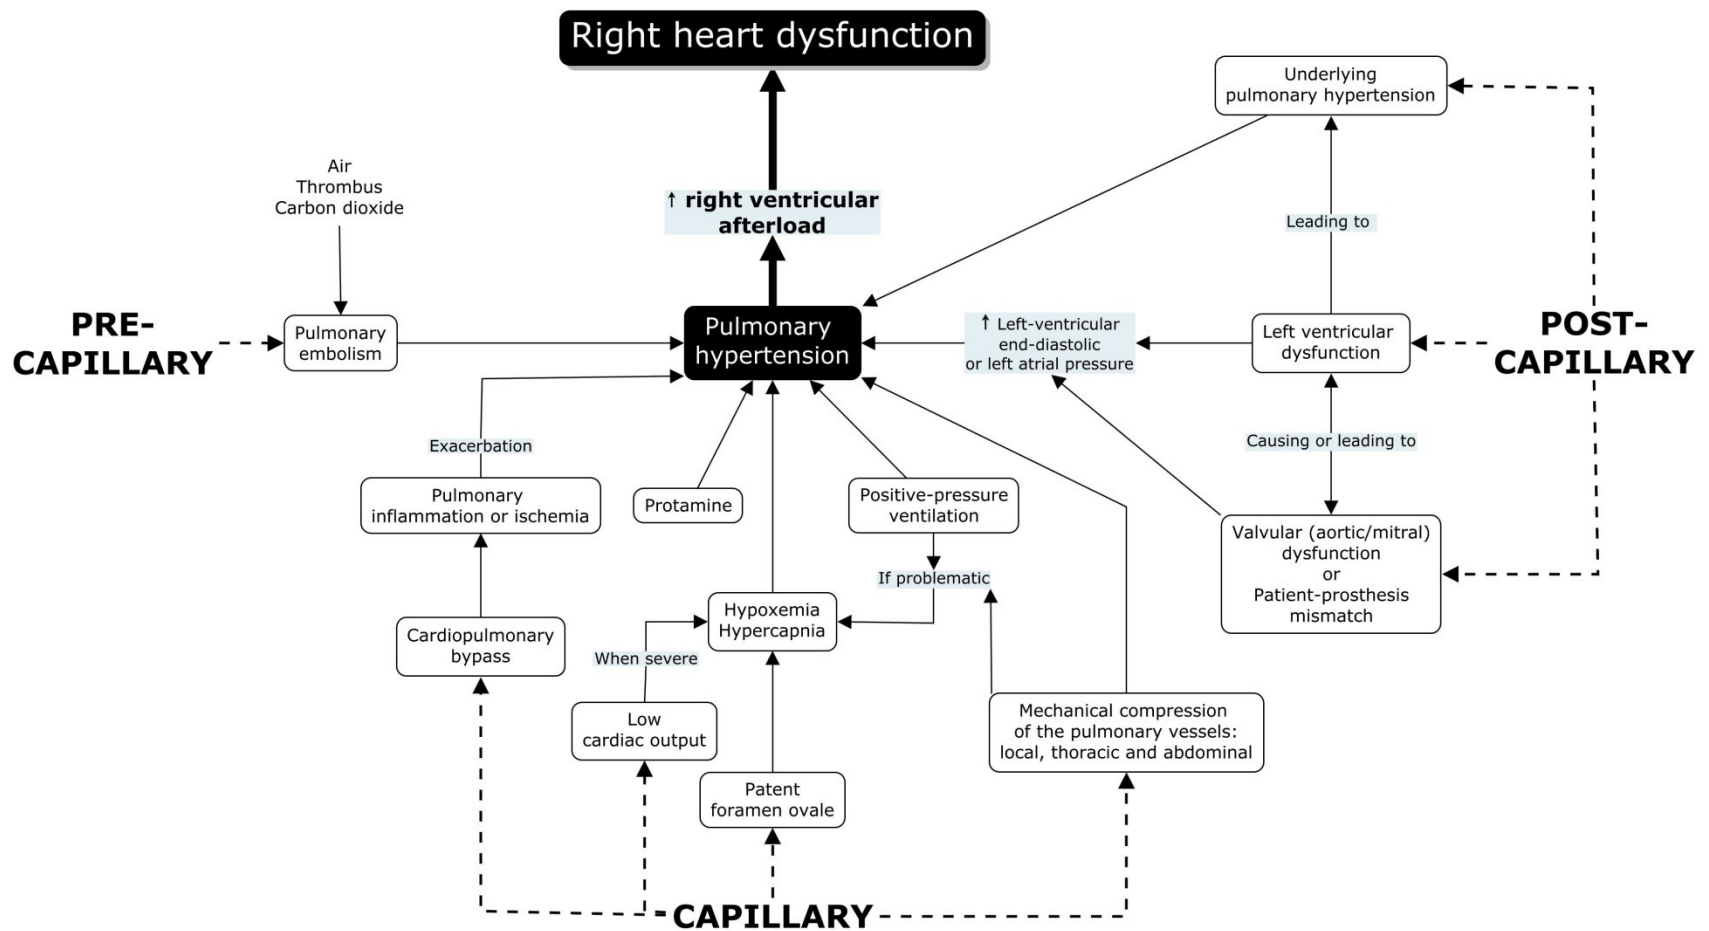 Right heart dysfunction
Underlying
pulmonary hypertension
Air
Thrombus
Carbon dioxide
↑ right ventricular
afterload
Leading to
PRE-
CAPILLARY
Pulmonary
embolism
Pulmonary
hypertension
↑ Left-ventricular
end-diastolic
or left atrial pressure
Left ventricular
dysfunction
POST-
CAPILLARY
Exacerbation
Causing or leading to
Pulmonary
inflammation or ischemia
Protamine
Positive-pressure
ventilation
Valvular (aortic/mitral)
dysfunction
or
Patient-prosthesis
mismatch
If problematic
Hypoxemia
Hypercapnia
Cardiopulmonary
bypass
When severe
Low
cardiac output
Mechanical compression
of the pulmonary vessels:
local, thoracic and abdominal
Patent
foramen ovale
CAPILLARY